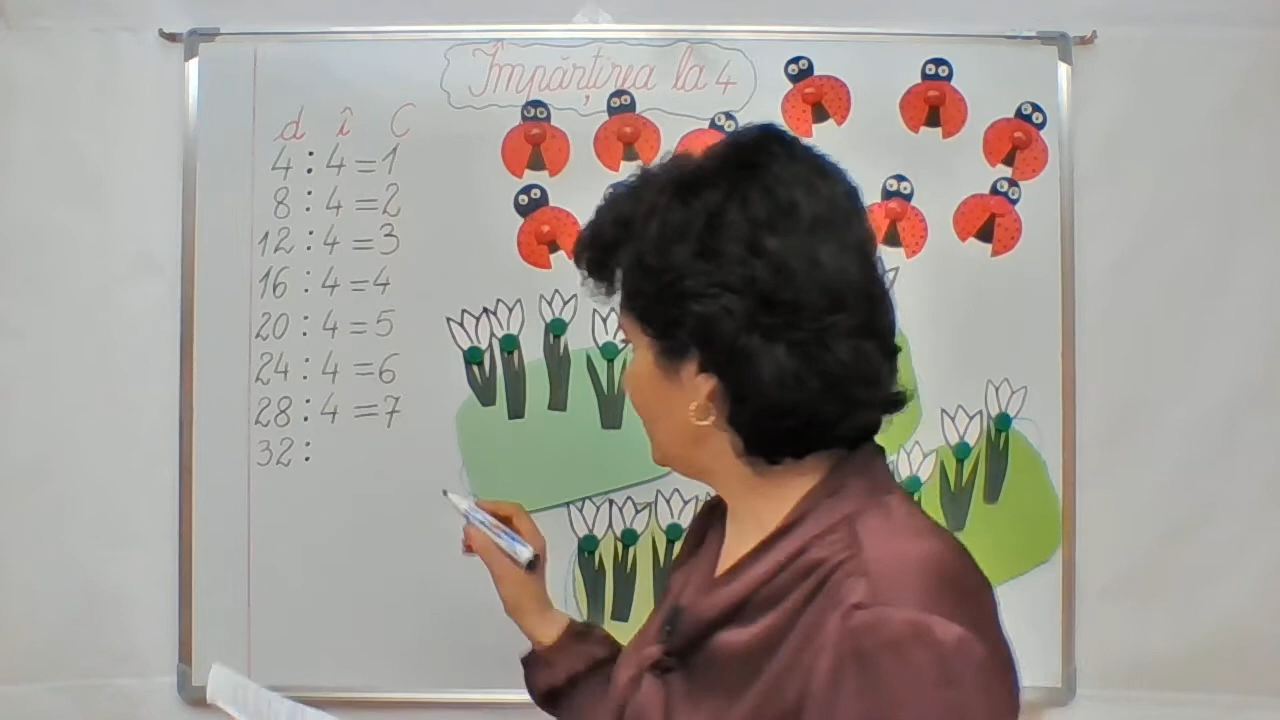 Împărțirea la 4
d î C
4 : 4 = 1
8 : 4 = 2
12 : 4 = 3
16 : 4 = 4
20 : 4 = 5
24 : 4 = 6
28 : 4 = 7
32 :